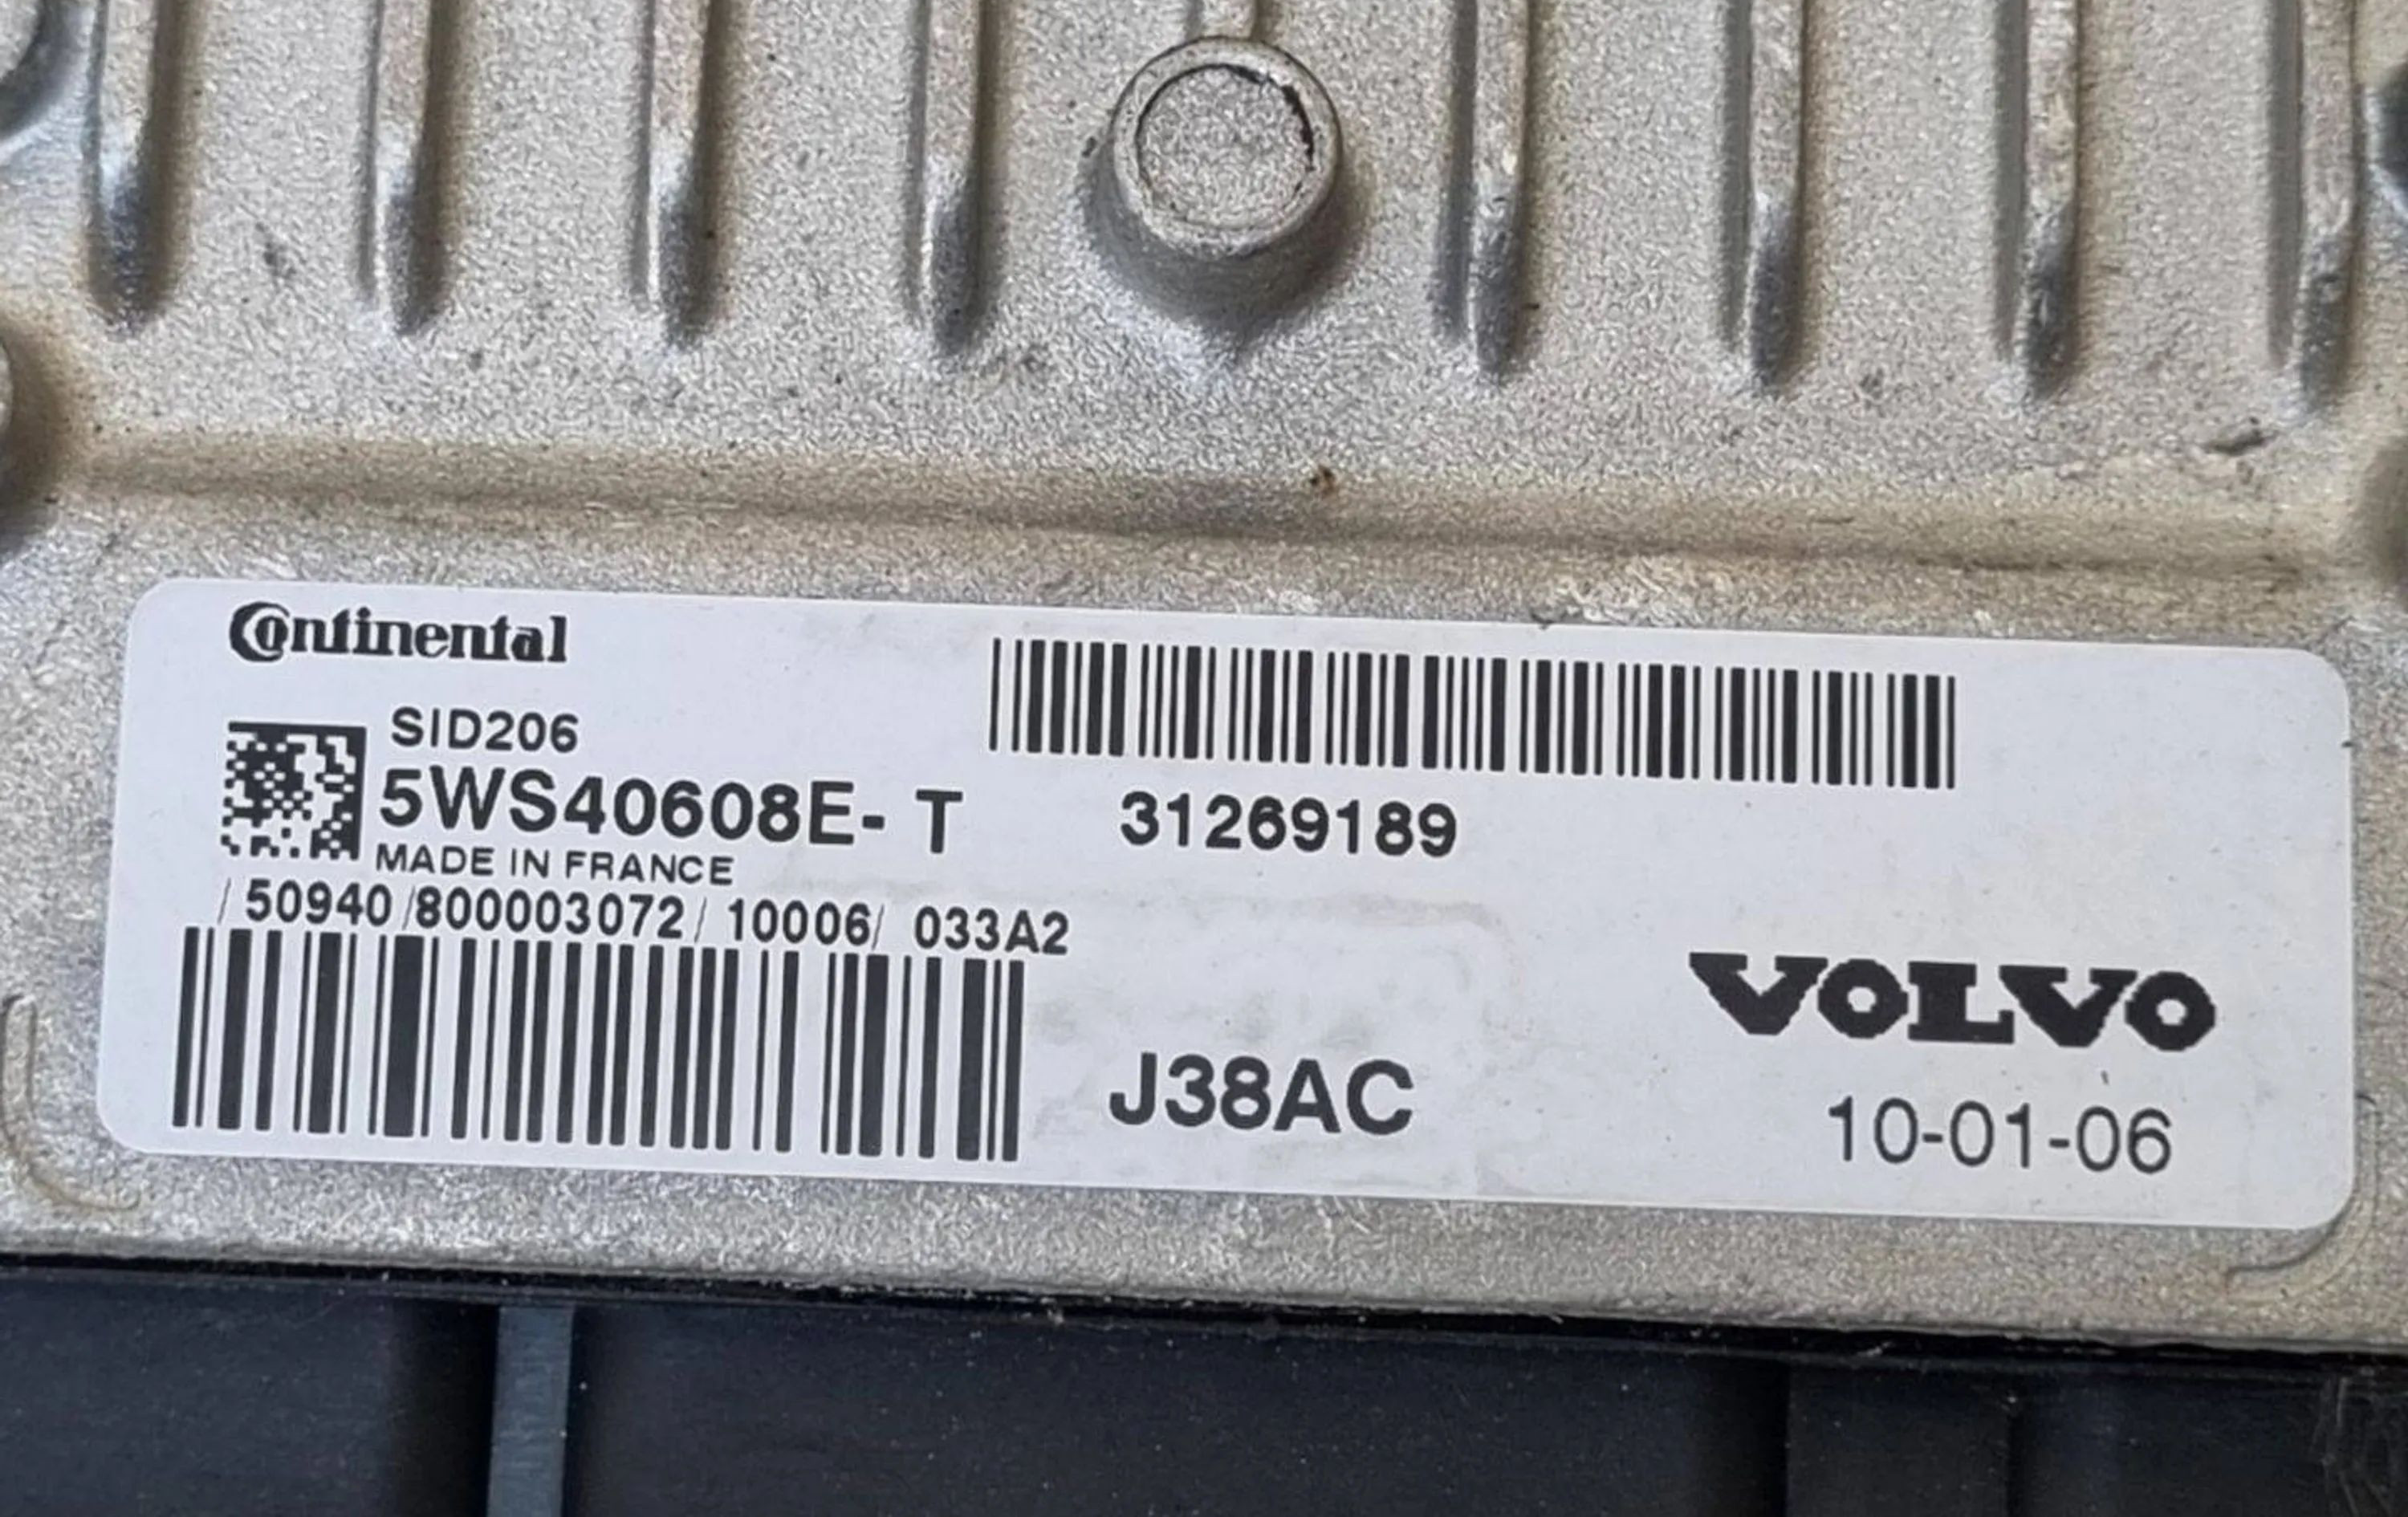 Continental
SID206
5WS40608E- T
31269189
MADE IN FRANCE
/ 50940 /800003072/ 10006/ 033A2
VOLVO
J38AC
10-01-06